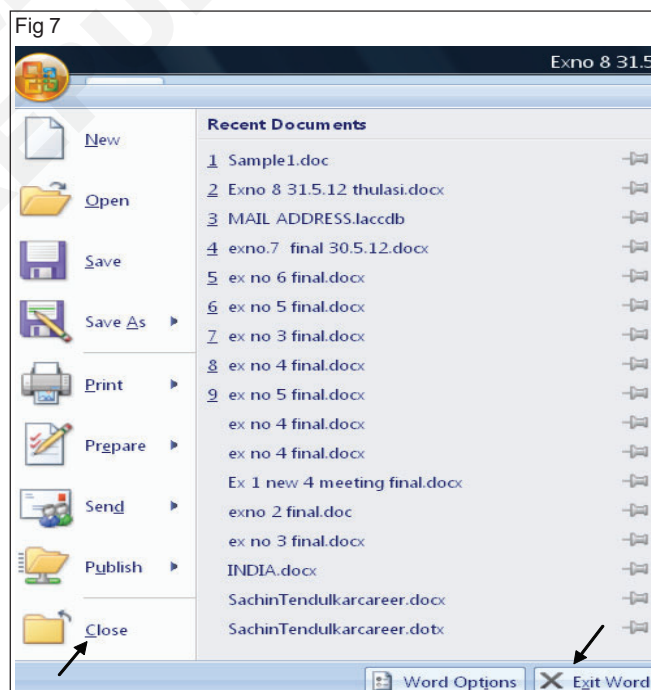 Fig 7
Exno 8 31.5
New
Open
Save
Save As
Print
Prepare
Send
Publish
Close
Recent Documents
1 Sample1.doc
2 Exno 8 31.5.12 thulasi.docx
3 MAIL ADDRESS.laccdb
4 exno.7 final 30.5.12.docx
5 ex no 6 final.docx
6 ex no 5 final.docx
7 ex no 3 final.docx
8 ex no 4 final.docx
9 ex no 5 final.docx
ex no 4 final.docx
ex no 4 final.docx
Ex 1 new 4 meeting final.docx
exno 2 final.doc
ex no 3 final.docx
INDIA.docx
SachinTendulkarcareer.docx
SachinTendulkarcareer.dotx
Word Options
Exit Word